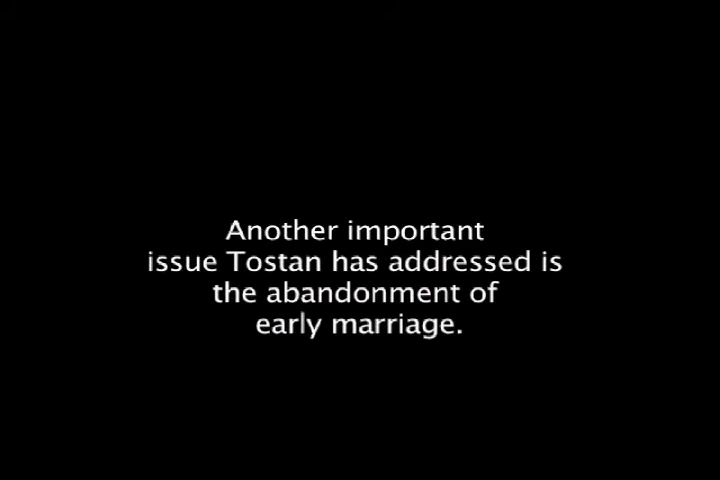 Another important
issue Tostan has addressed is
the abandonment of
early marriage.